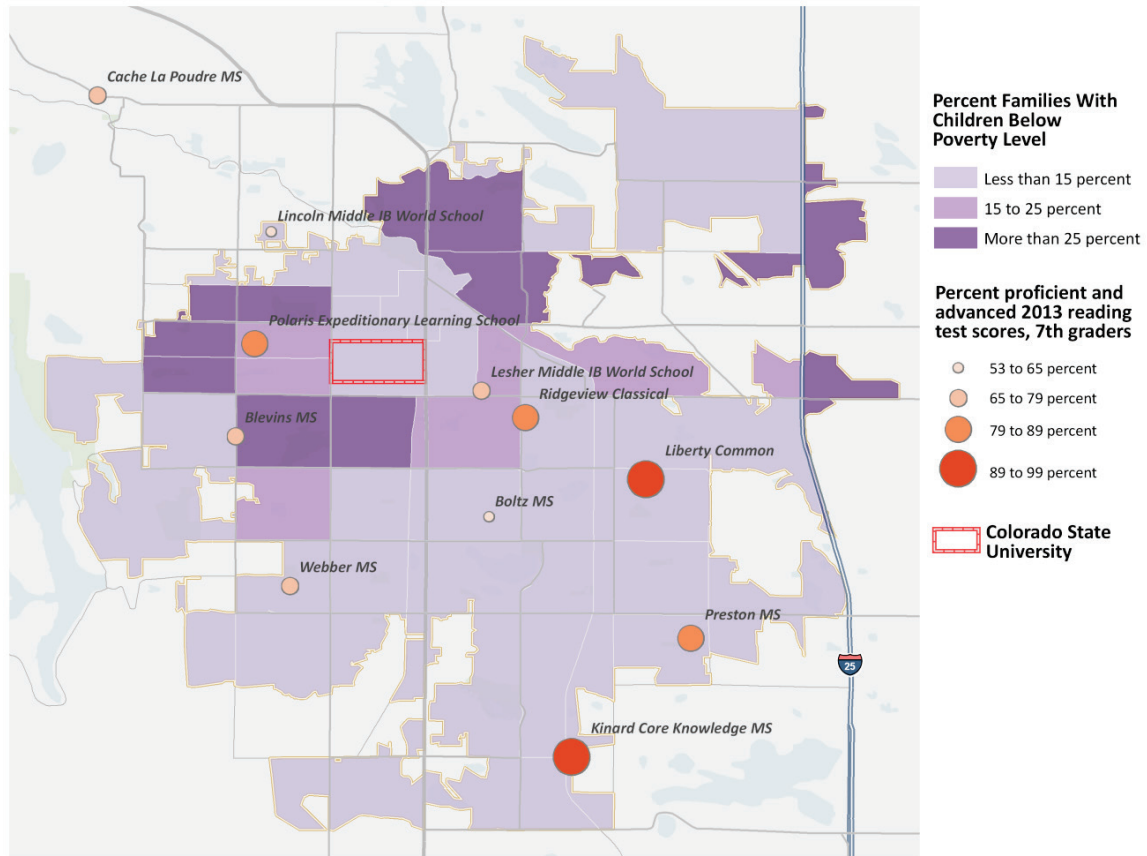 Cache La Poudre MS
Lincoln Middle IB World School
Polaris Expeditionary Learning School
Lesher Middle IB World School
Ridgeview Classical
Blevins MS
Liberty Common
Boltz MS
Webber MS
Preston MS
Kinard Core Knowledge MS
25
Percent Families With
Children Below
Poverty Level
Less than 15 percent
15 to 25 percent
More than 25 percent
Percent proficient and
advanced 2013 reading
test scores, 7th graders
53 to 65 percent
65 to 79 percent
79 to 89 percent
89 to 99 percent
Colorado State
University